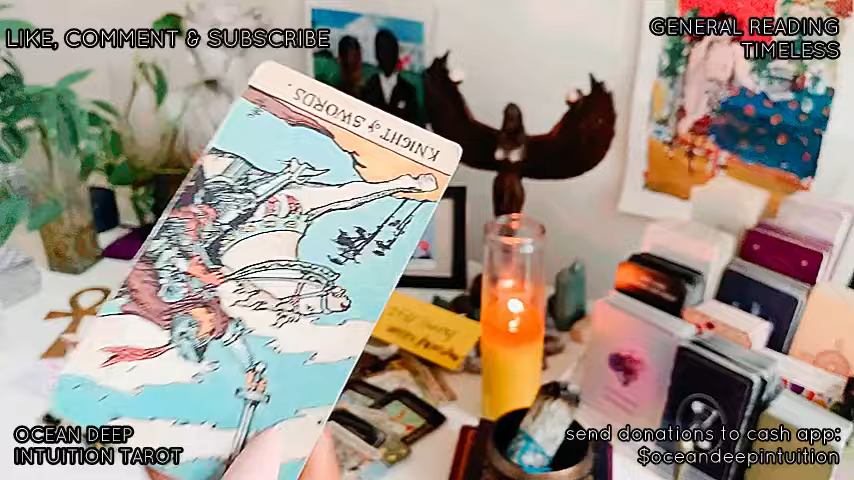 LIKE, COMMENT & SUBSCRIBE
GENERAL READING
TIMELESS
KNIGHT of SWORDS.
OCEAN DEEP
INTUITION TAROT
send donations to cash app:
$oceandeepintuition